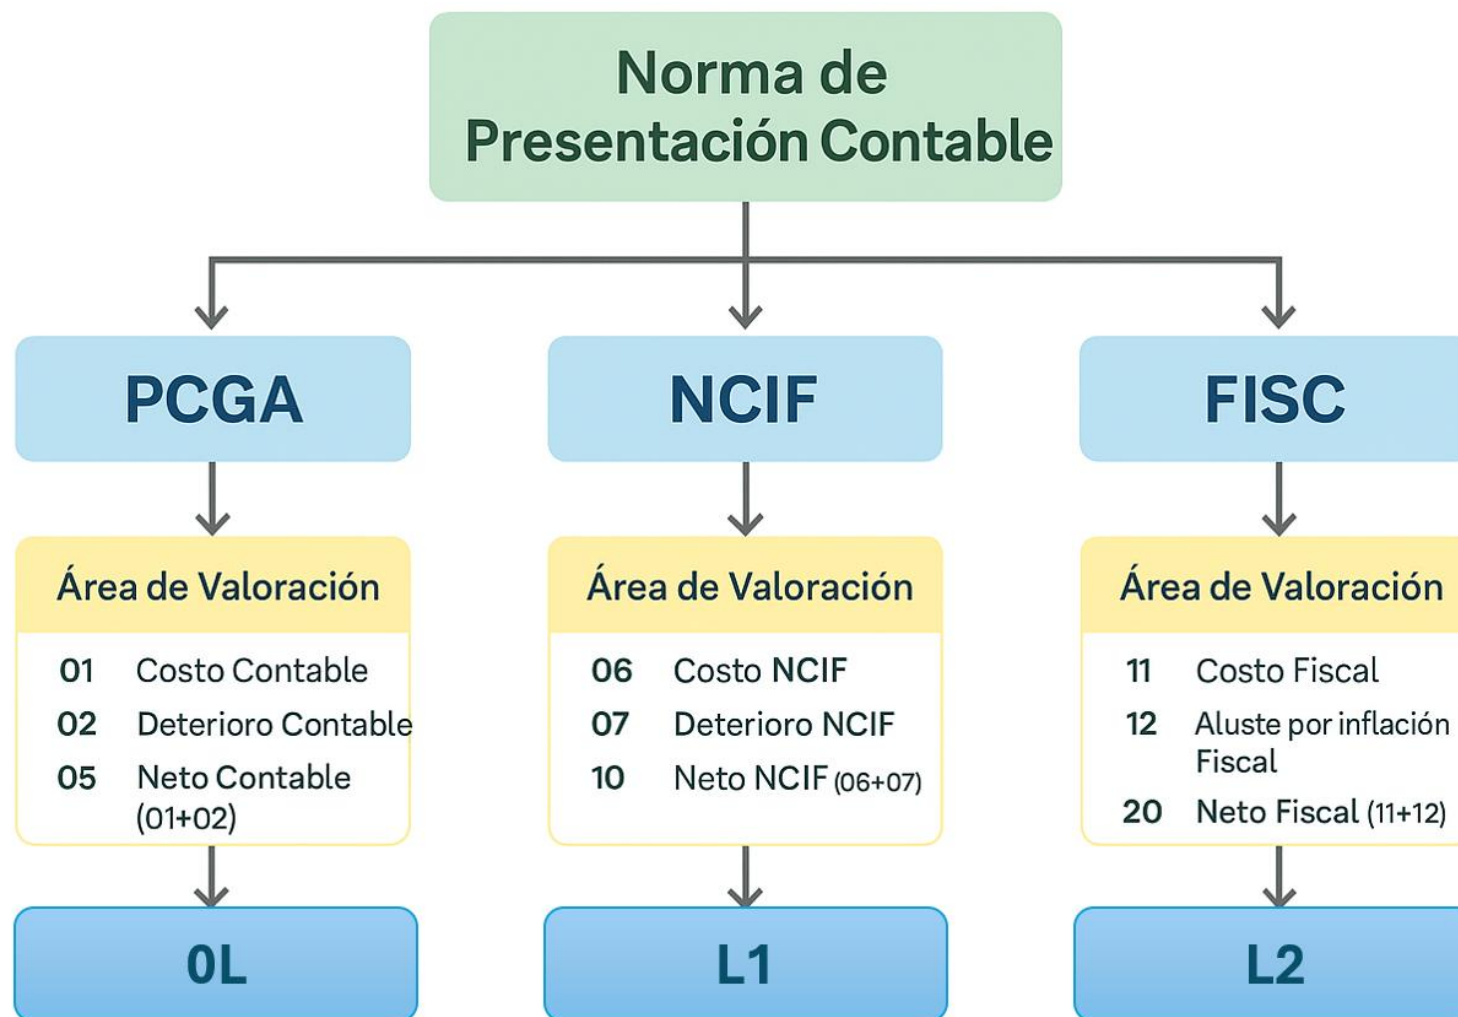 Norma de
Presentación Contable
PCGA
NCIF
FISC
Área de Valoración
01 Costo Contable
02 Deterioro Contable
05 Neto Contable
(01+02)
Área de Valoración
06 Costo NCIF
07 Deterioro NCIF
10 Neto NCIF (06+07)
Área de Valoración
11 Costo Fiscal
12 Aluste por inflación
Fiscal
20 Neto Fiscal (11+12)
0L
L1
L2